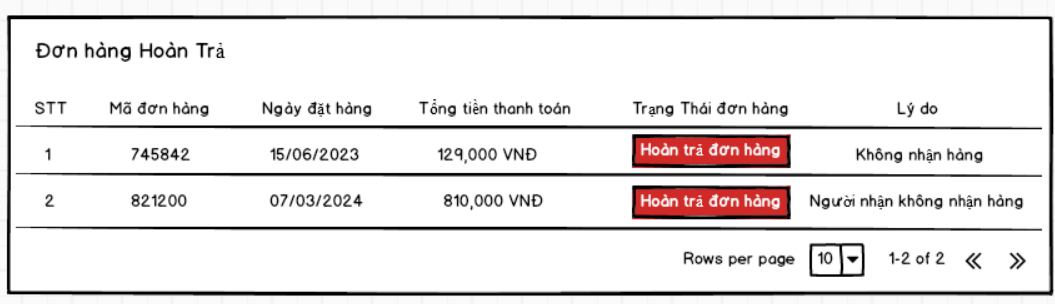 Đơn hàng Hoàn Trả
STT Mã đơn hàng Ngày đặt hàng Tổng tiền thanh toán Trạng Thái đơn hàng Lý do
1 745842 15/06/2023 129,000 VNĐ Hoàn trả đơn hàng Không nhận hàng
2 821200 07/03/2024 810,000 VNĐ Hoàn trả đơn hàng Người nhận không nhận hàng
Rows per page 10 1-2 of 2